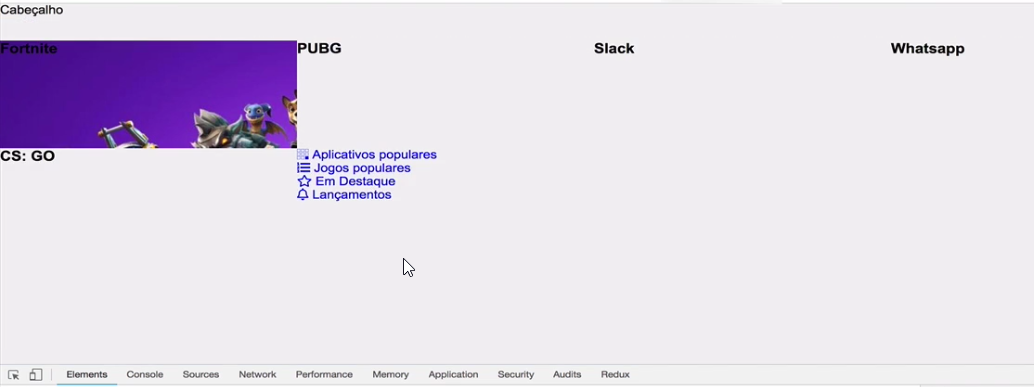 Cabeçalho
Fortnite PUBG Slack Whatsapp
CS: GO
Aplicativos populares
Jogos populares
Em Destaque
Lançamentos
Elements Console Sources Network Performance Memory Application Security Audits Redux